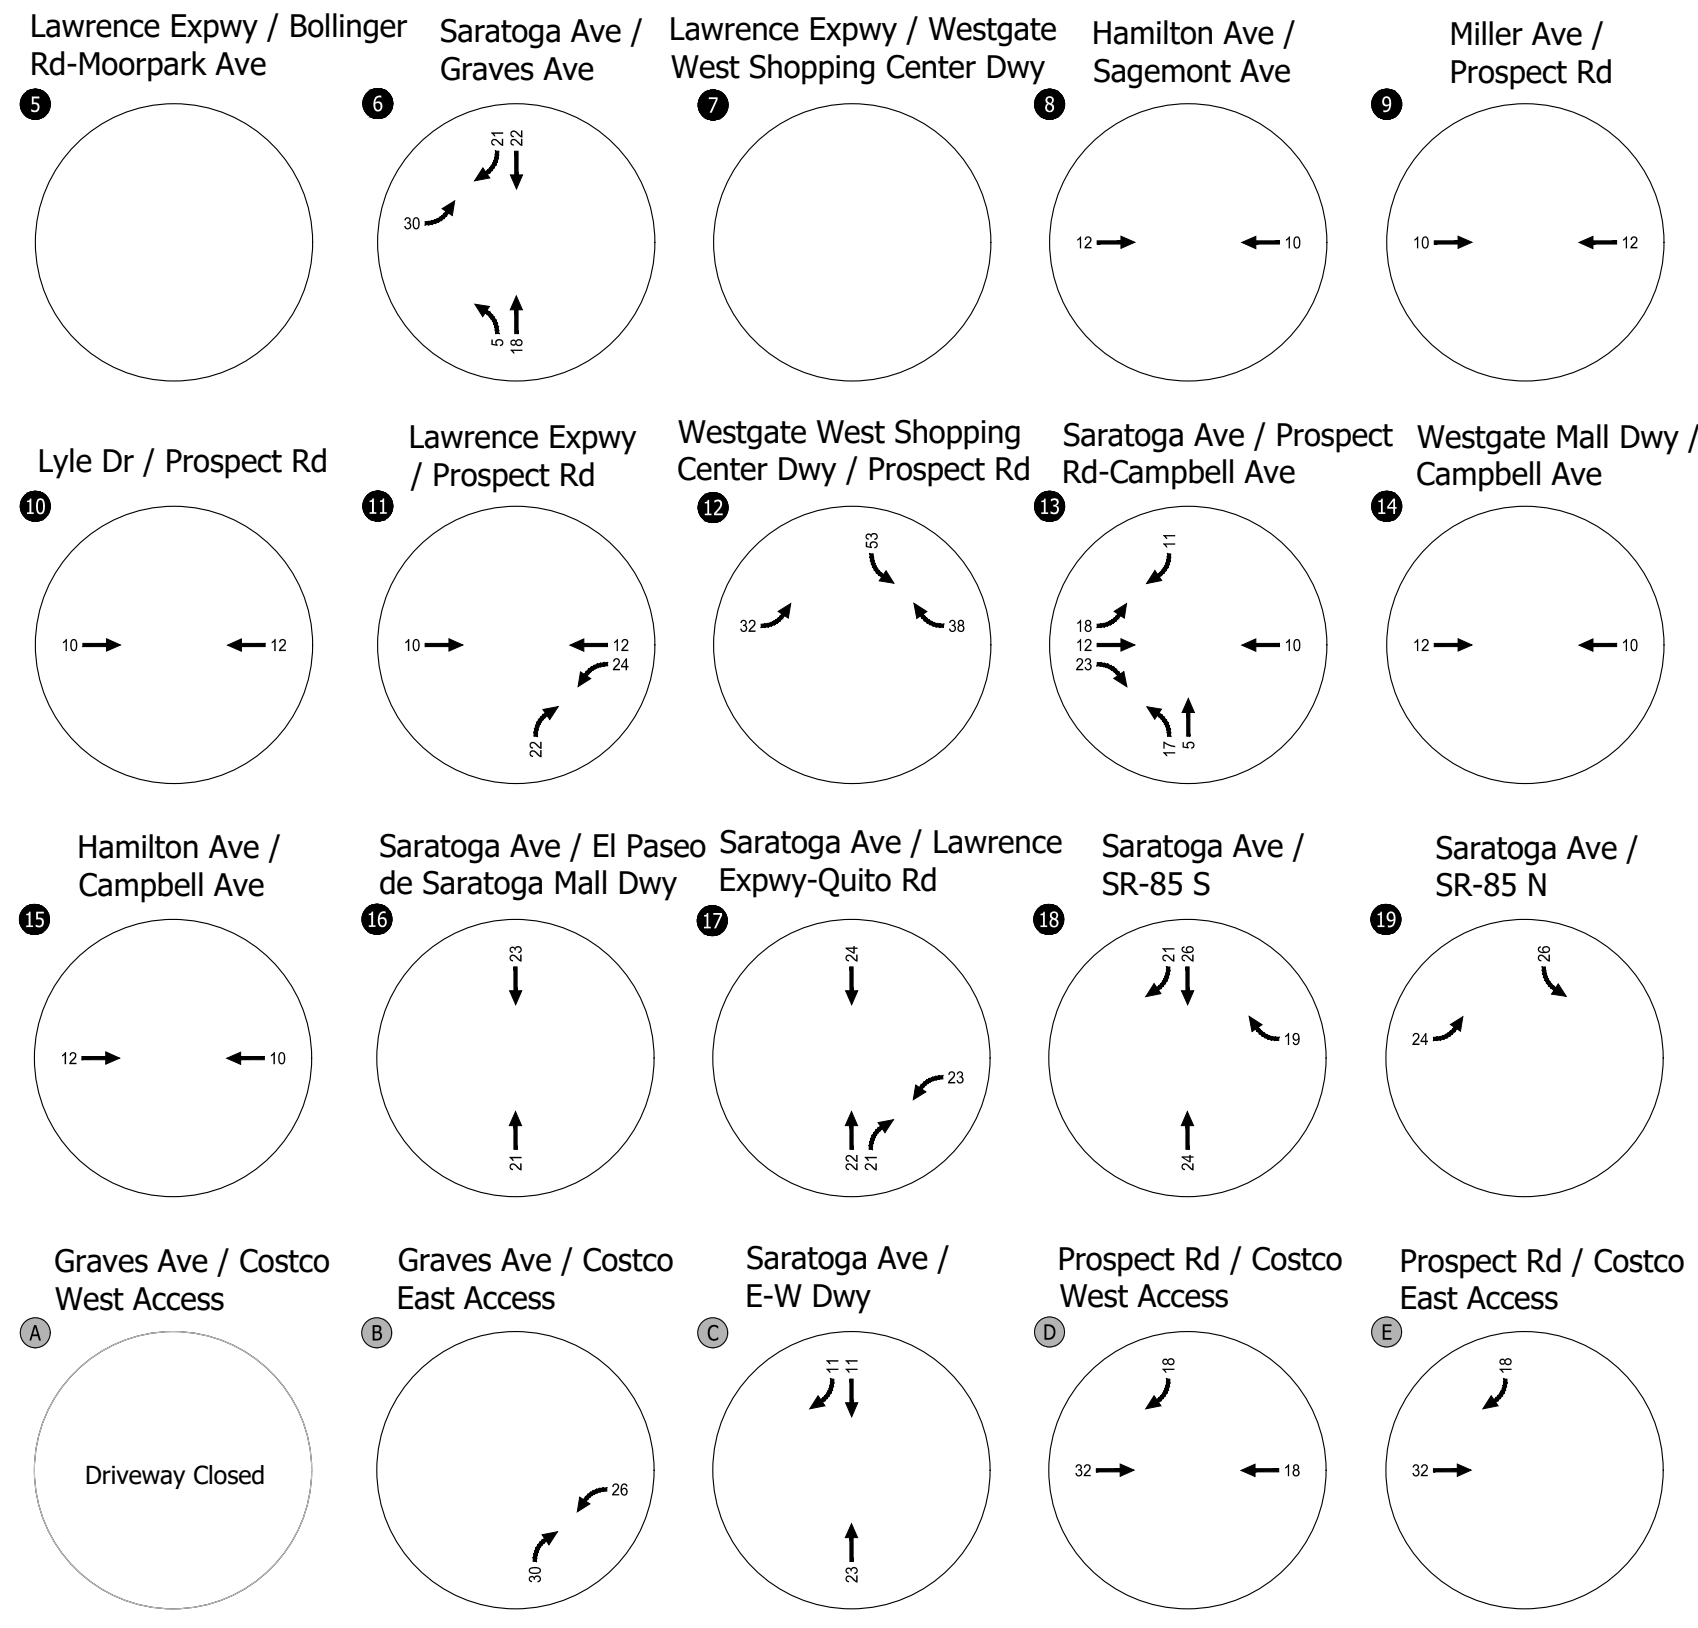 Lawrence Expwy / Bollinger
Rd-Moorpark Ave
5
Saratoga Ave /
Graves Ave
6
21
22
30
5
18
Lawrence Expwy / Westgate
West Shopping Center Dwy
7
Hamilton Ave /
Sagemont Ave
8
12
10
Miller Ave /
Prospect Rd
9
10
12
Lyle Dr / Prospect Rd
10
10
12
Lawrence Expwy
/ Prospect Rd
11
10
12
24
22
Westgate West Shopping
Center Dwy / Prospect Rd
12
53
32
38
Saratoga Ave / Prospect
Rd-Campbell Ave
13
11
18
12
23
10
17
5
Westgate Mall Dwy /
Campbell Ave
14
12
10
Hamilton Ave /
Campbell Ave
15
12
10
Saratoga Ave / El Paseo
de Saratoga Mall Dwy
16
23
21
Saratoga Ave / Lawrence
Expwy-Quito Rd
17
24
23
22
21
Saratoga Ave /
SR-85 S
18
21
26
19
24
Saratoga Ave /
SR-85 N
19
26
24
Graves Ave / Costco
West Access
A
Driveway Closed
Graves Ave / Costco
East Access
B
26
30
Saratoga Ave /
E-W Dwy
C
11
11
23
Prospect Rd / Costco
West Access
D
18
32
18
Prospect Rd / Costco
East Access
E
18
32